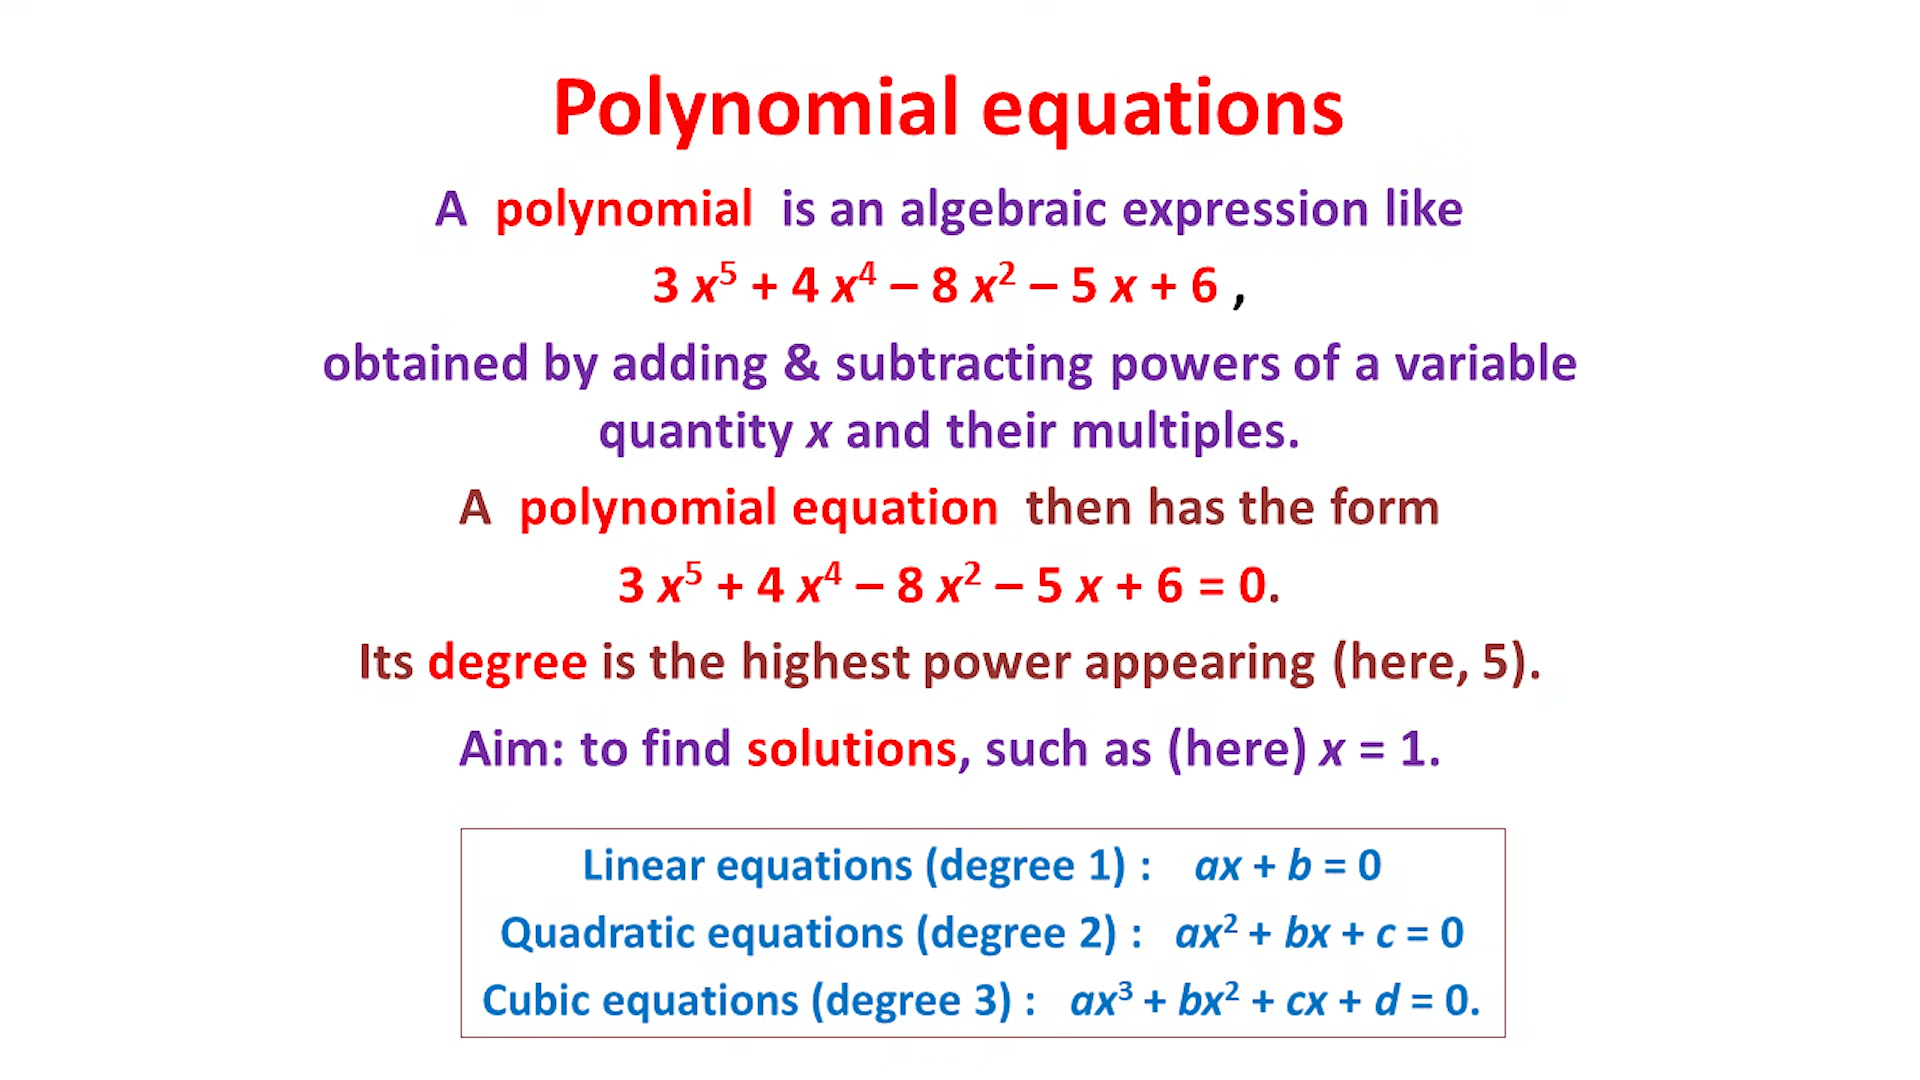 Polynomial equations
A polynomial is an algebraic expression like
3 x⁵ + 4 x⁴ – 8 x² – 5 x + 6 ,
obtained by adding & subtracting powers of a variable
quantity x and their multiples.
A polynomial equation then has the form
3 x⁵ + 4 x⁴ – 8 x² – 5 x + 6 = 0.
Its degree is the highest power appearing (here, 5).
Aim: to find solutions, such as (here) x = 1.
Linear equations (degree 1) : ax + b = 0
Quadratic equations (degree 2) : ax² + bx + c = 0
Cubic equations (degree 3) : ax³ + bx² + cx + d = 0.